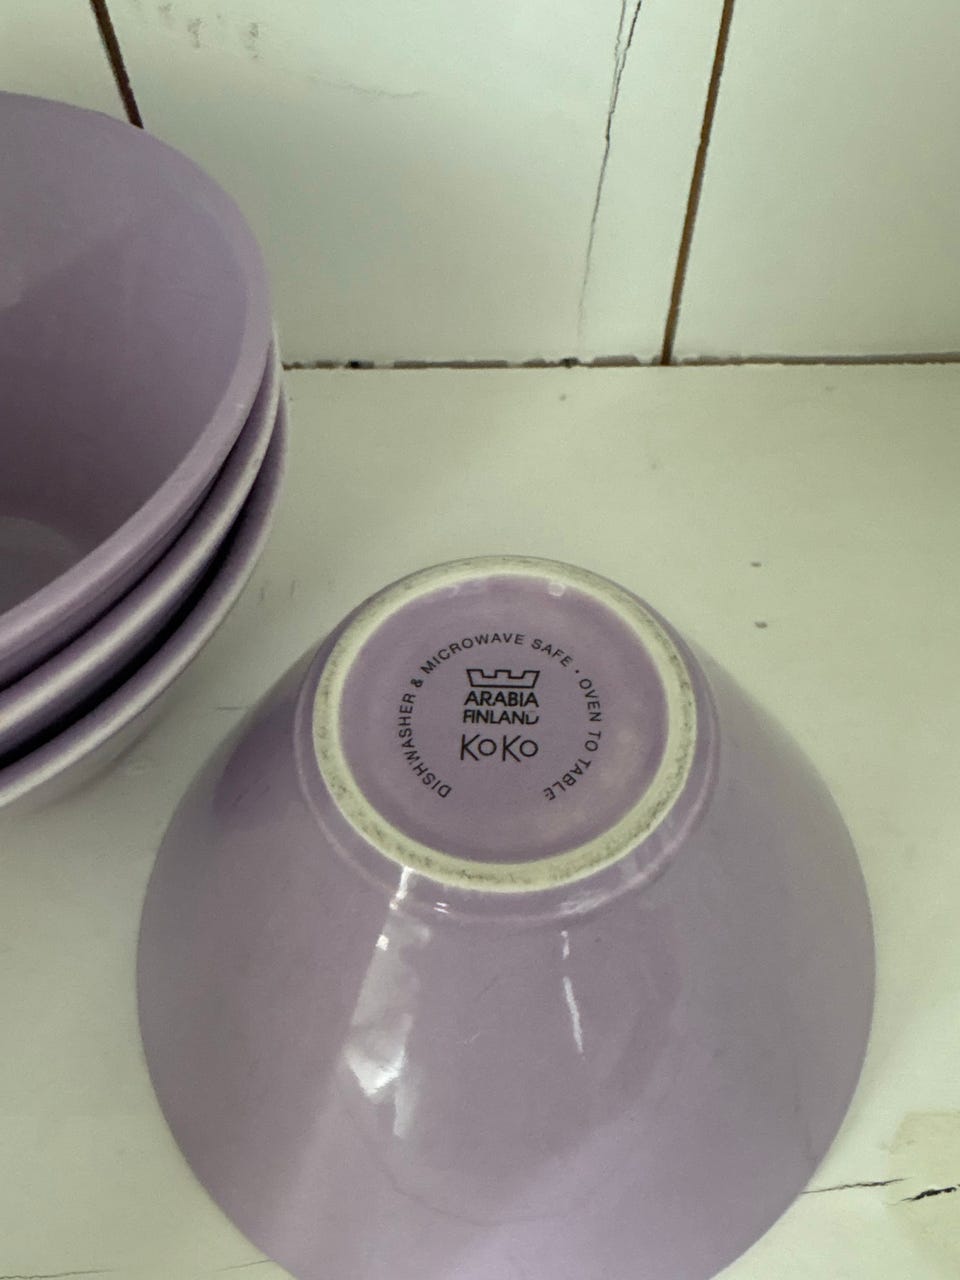 DISHWASHER & MICROWAVE SAFE · OVEN TO TABLE
ARABIA
FINLAND
KoKo